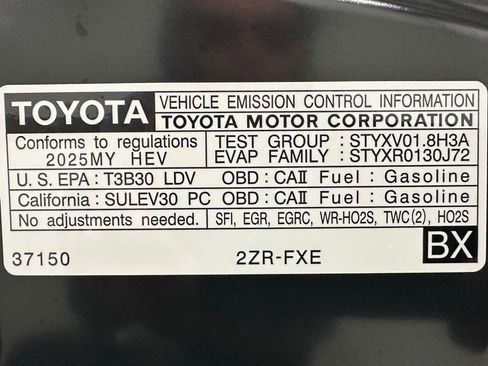 TOYOTA VEHICLE EMISSION CONTROL INFORMATION
TOYOTA MOTOR CORPORATION
Conforms to regulations TEST GROUP : STYXV01.8H3A
2025MY HEV EVAP FAMILY : STYXR0130J72
U.S. EPA : T3B30 LDV OBD : CAII Fuel : Gasoline
California : SULEV30 PC OBD : CAII Fuel : Gasoline
No adjustments needed. SFI, EGR, EGRC, WR-HO2S, TWC(2), HO2S
37150 2ZR-FXE BX